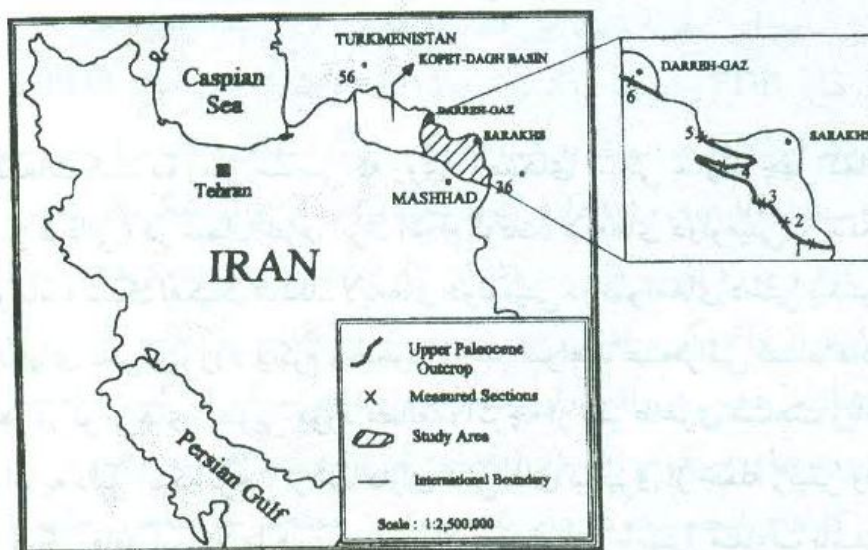 TURKMENISTAN
KOPET-DAGH BASIN
56
Caspian
Sea
DARREH-GAZ
SARAKHS
Tehran
MASHHAD
36
IRAN
Persian Gulf
Upper Paleocene
Outcrop
Measured Sections
Study Area
International Boundary
Scale : 1:2,500,000
DARREH-GAZ
6
5
SARAKHS
4
3
2
1